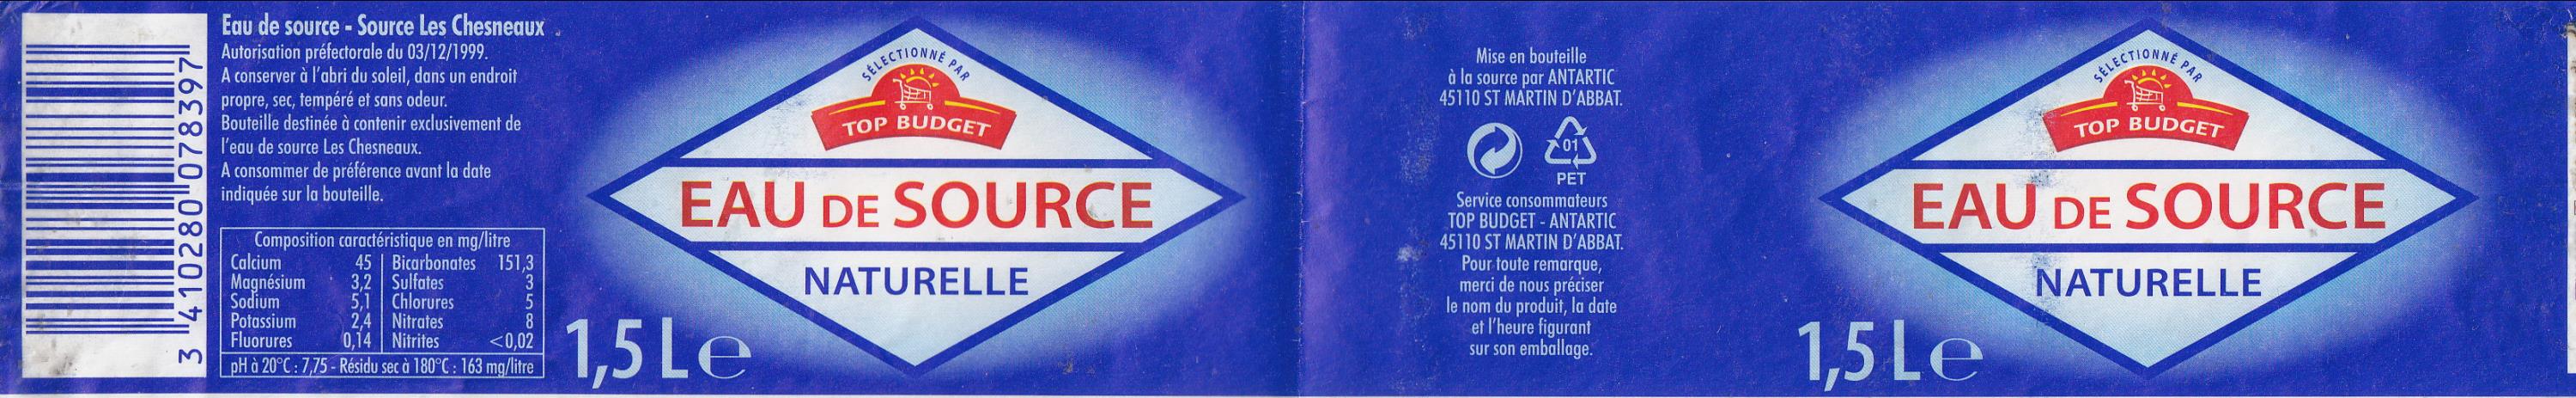 3 410280 078397
Eau de source - Source Les Chesneaux
Autorisation préfectorale du 03/12/1999.
A conserver à l'abri du soleil, dans un endroit
propre, sec, tempéré et sans odeur.
Bouteille destinée à contenir exclusivement de
l'eau de source Les Chesneaux.
A consommer de préférence avant la date
indiquée sur la bouteille.
Composition caractéristique en mg/litre
Calcium 45 Bicarbonates 151,3
Magnésium 3,2 Sulfates 3
Sodium 5,1 Chlorures 5
Potassium 2,4 Nitrates 8
Fluorures 0,14 Nitrites <0,02
pH à 20°C : 7,75 - Résidu sec à 180°C : 163 mg/litre
SÉLECTIONNÉ PAR
TOP BUDGET
EAU DE SOURCE
NATURELLE
1,5 L e
Mise en bouteille
à la source par ANTARTIC
45110 ST MARTIN D'ABBAT.
01
PET
Service consommateurs
TOP BUDGET - ANTARTIC
45110 ST MARTIN D'ABBAT.
Pour toute remarque,
merci de nous préciser
le nom du produit, la date
et l'heure figurant
sur son emballage.
SÉLECTIONNÉ PAR
TOP BUDGET
EAU DE SOURCE
NATURELLE
1,5 L e